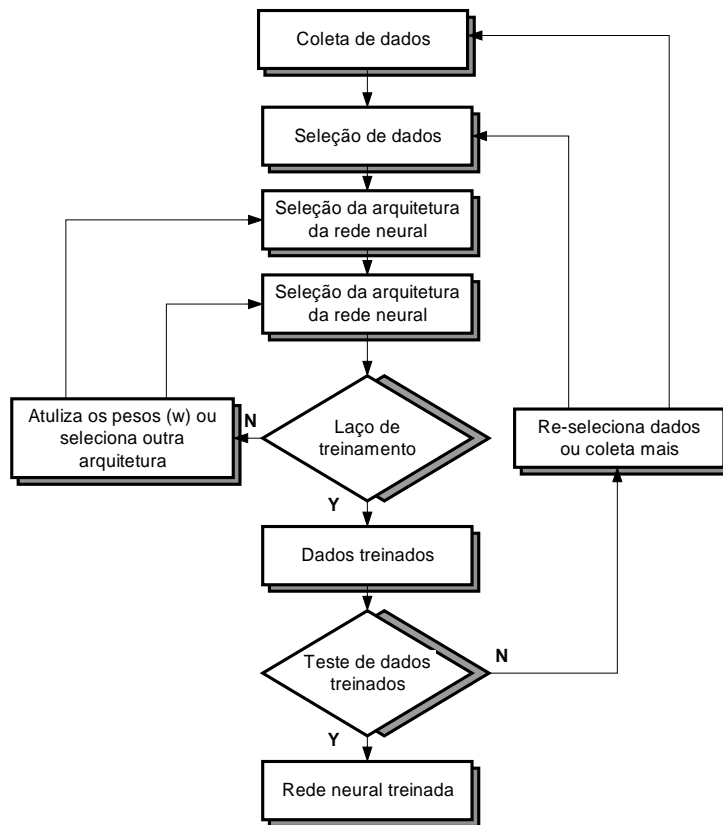 Coleta de dados
Seleção de dados
Seleção da arquitetura
da rede neural
Seleção da arquitetura
da rede neural
Atuliza os pesos (w) ou
seleciona outra
arquitetura
N
Laço de
treinamento
Re-seleciona dados
ou coleta mais
Y
Dados treinados
Teste de dados
treinados
N
Y
Rede neural treinada